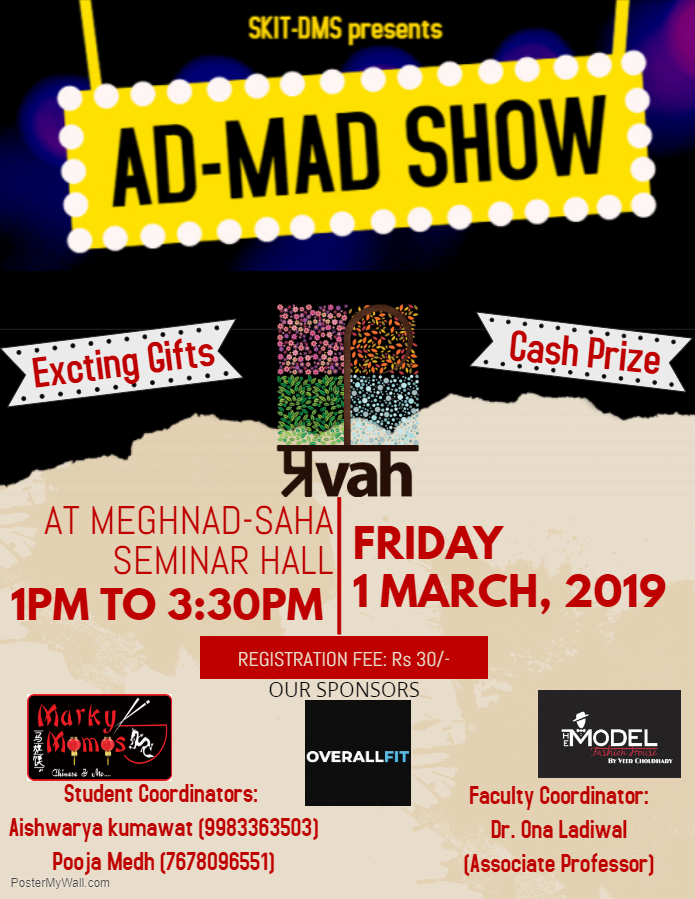 SKIT-DMS presents
AD-MAD SHOW
Excting Gifts
Cash Prize
प्रvah
AT MEGHNAD-SAHA
SEMINAR HALL
1PM TO 3:30PM
FRIDAY
1 MARCH, 2019
REGISTRATION FEE: Rs 30/-
OUR SPONSORS
Marky
Momos
Chinese & Mo...
OVERALLFIT
THE MODEL
Fashion House
BY VEER CHOUDHARY
Student Coordinators:
Aishwarya kumawat (9983363503)
Pooja Medh (7678096551)
Faculty Coordinator:
Dr. Ona Ladiwal
(Associate Professor)
PosterMyWall.com